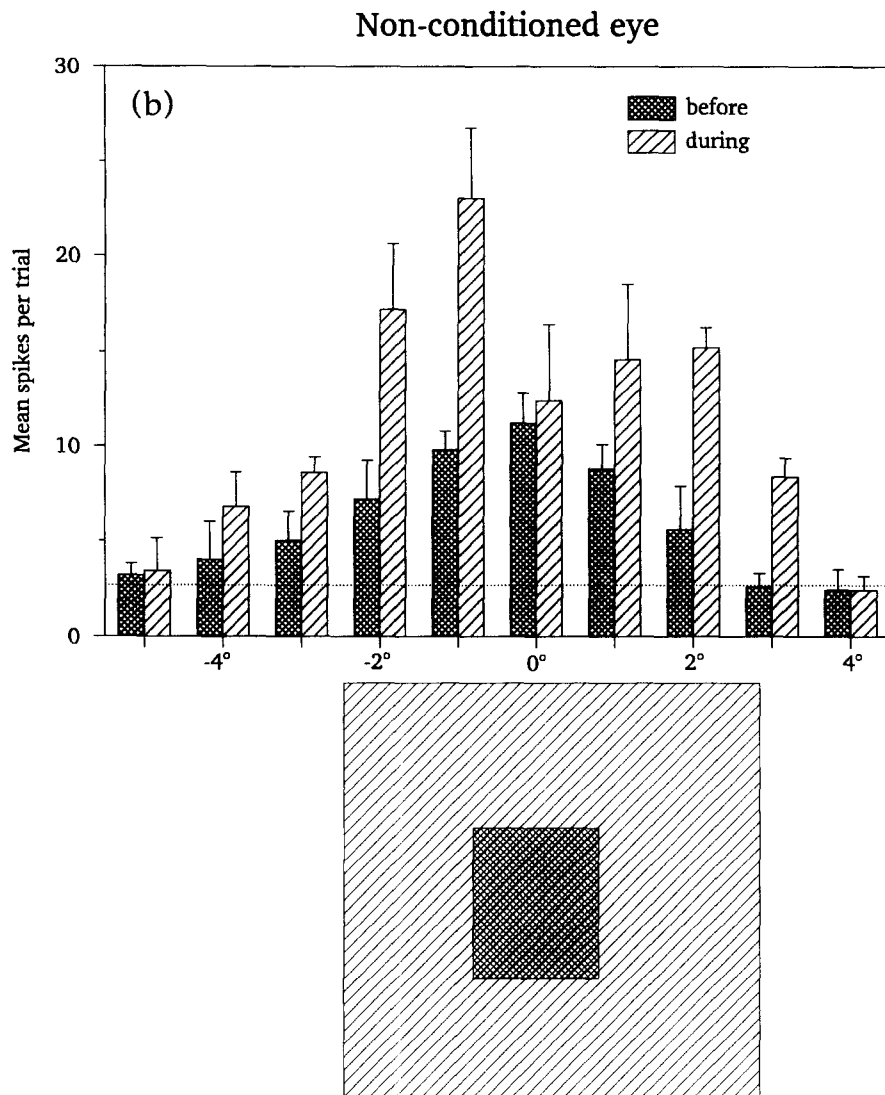 Non-conditioned eye
30
(b)
before
during
20
Mean spikes per trial
10
0
-4° -2° 0° 2° 4°